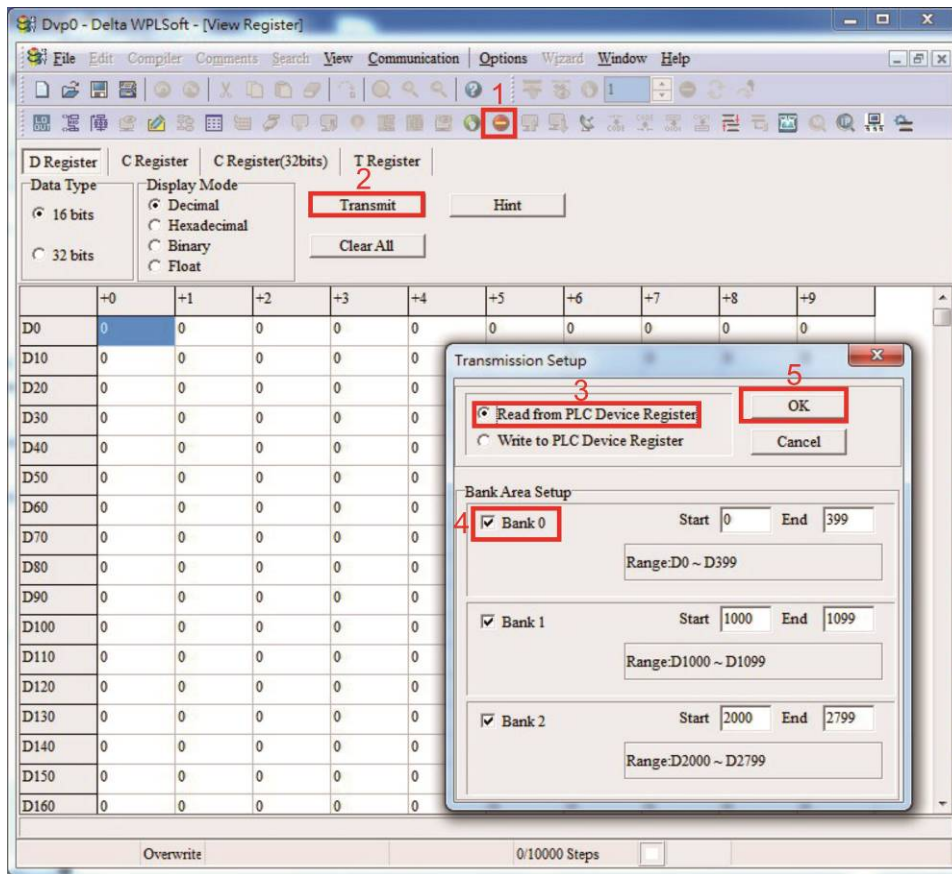 Dvp0 - Delta WPLSoft - [View Register]
File Edit Compiler Comments Search View Communication Options Wizard Window Help
1
1
D Register C Register C Register(32bits) T Register
2
Data Type Display Mode
16 bits Decimal Transmit Hint
Hexadecimal
32 bits Binary Clear All
Float
+0 +1 +2 +3 +4 +5 +6 +7 +8 +9
D0 0 0 0 0 0 0 0 0 0 0
D10 0 0 0 0 0
Transmission Setup
D20 0 0 0 0 0
3 5
Read from PLC Device Register OK
D30 0 0 0 0 0
Write to PLC Device Register Cancel
D40 0 0 0 0 0
D50 0 0 0 0 0
Bank Area Setup
D60 0 0 0 0 0
4 Bank 0 Start 0 End 399
D70 0 0 0 0 0
Range:D0 ~ D399
D80 0 0 0 0 0
D90 0 0 0 0 0
D100 0 0 0 0 0
Bank 1 Start 1000 End 1099
D110 0 0 0 0 0
Range:D1000 ~ D1099
D120 0 0 0 0 0
D130 0 0 0 0 0
Bank 2 Start 2000 End 2799
D140 0 0 0 0 0
D150 0 0 0 0 0
Range:D2000 ~ D2799
D160 0 0 0 0 0
Overwrite 0/10000 Steps